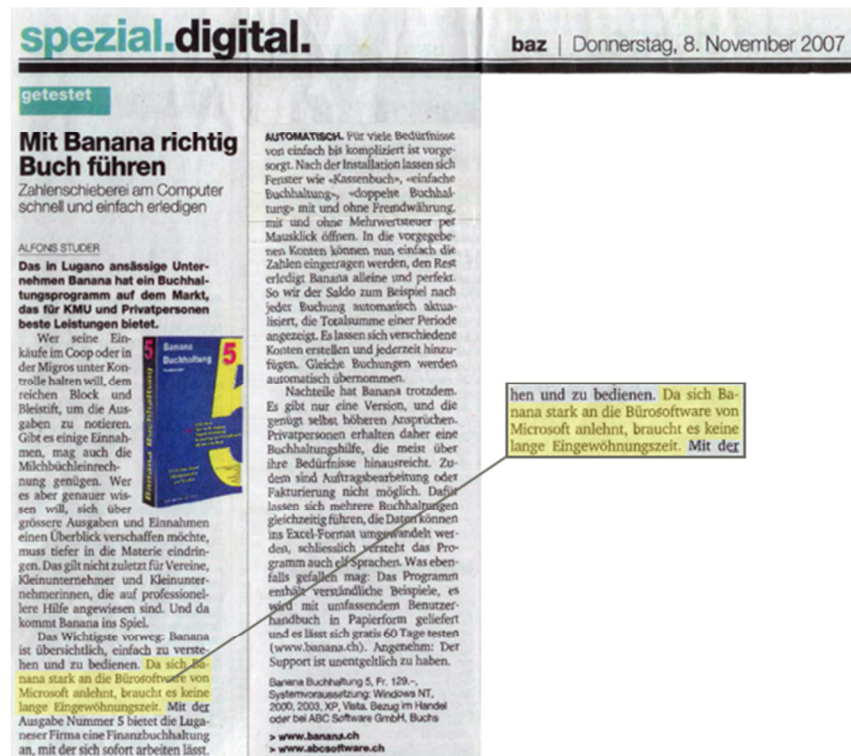 spezial.digital.
baz | Donnerstag, 8. November 2007
getestet
Mit Banana richtig
Buch führen
Zahlenschieberei am Computer
schnell und einfach erledigen
ALFONS STUDER
Das in Lugano ansässige Unter-
nehmen Banana hat ein Buchhal-
tungsprogramm auf dem Markt,
das für KMU und Privatpersonen
beste Leistungen bietet.
Wer seine Ein-
käufe im Coop oder in
der Migros unter Kon-
trolle halten will, dem
reichen Block und
Bleistift, um die Aus-
gaben zu notieren.
Gibt es einige Einnah-
men, mag auch die
Milchbüchleinrech-
nung genügen. Wer
es aber genauer wis-
sen will, sich über
grössere Ausgaben und Einnahmen
einen Überblick verschaffen möchte,
muss tiefer in die Materie eindrin-
gen. Das gilt nicht zuletzt für Vereine,
Kleinunternehmer und Kleinunter-
nehmerinnen, die auf professionel-
lere Hilfe angewiesen sind. Und da
kommt Banana ins Spiel.
Das Wichtigste vorweg: Banana
ist übersichtlich, einfach zu verste-
hen und zu bedienen. Da sich Ba-
nana stark an die Bürosoftware von
Microsoft anlehnt, braucht es keine
lange Eingewöhnungszeit. Mit der
Ausgabe Nummer 5 bietet die Luga-
neser Firma eine Finanzbuchhaltung
an, mit der sich sofort arbeiten lässt.
5 Banana
Buchhaltung 5
Banana Buchhaltung
AUTOMATISCH. Für viele Bedürfnisse
von einfach bis kompliziert ist vorge-
sorgt. Nach der Installation lassen sich
Fenster wie «Kassenbuch», «einfache
Buchhaltung», «doppelte Buchhal-
tung» mit und ohne Fremdwährung,
mit und ohne Mehrwertsteuer per
Mausklick öffnen. In die vorgegebe-
nen Konten können nun einfach die
Zahlen eingetragen werden, den Rest
erledigt Banana alleine und perfekt.
So wir der Saldo zum Beispiel nach
jeder Buchung automatisch aktua-
lisiert, die Totalsumme einer Periode
angezeigt. Es lassen sich verschiedene
Konten erstellen und jederzeit hinzu-
fügen. Gleiche Buchungen werden
automatisch übernommen.
Nachteile hat Banana trotzdem.
Es gibt nur eine Version, und die
genügt selbst höheren Ansprüchen.
Privatpersonen erhalten daher eine
Buchhaltungshilfe, die meist über
ihre Bedürfnisse hinausreicht. Zu-
dem sind Auftragsbearbeitung oder
Fakturierung nicht möglich. Dafür
lassen sich mehrere Buchhaltungen
gleichzeitig führen, die Daten können
ins Excel-Format umgewandelt wer-
den, schliesslich versteht das Pro-
gramm auch elf Sprachen. Was eben-
falls gefallen mag: Das Programm
enthält verständliche Beispiele, es
wird mit umfassendem Benutzer-
handbuch in Papierform geliefert
und es lässt sich gratis 60 Tage testen
(www.banana.ch). Angenehm: Der
Support ist unentgeltlich zu haben.
Banana Buchhaltung 5, Fr. 129.–,
Systemvoraussetzung: Windows NT,
2000, 2003, XP, Vista. Bezug im Handel
oder bei ABC Software GmbH, Buchs
> www.banana.ch
> www.abcsoftware.ch
hen und zu bedienen. Da sich Ba-
nana stark an die Bürosoftware von
Microsoft anlehnt, braucht es keine
lange Eingewöhnungszeit. Mit der